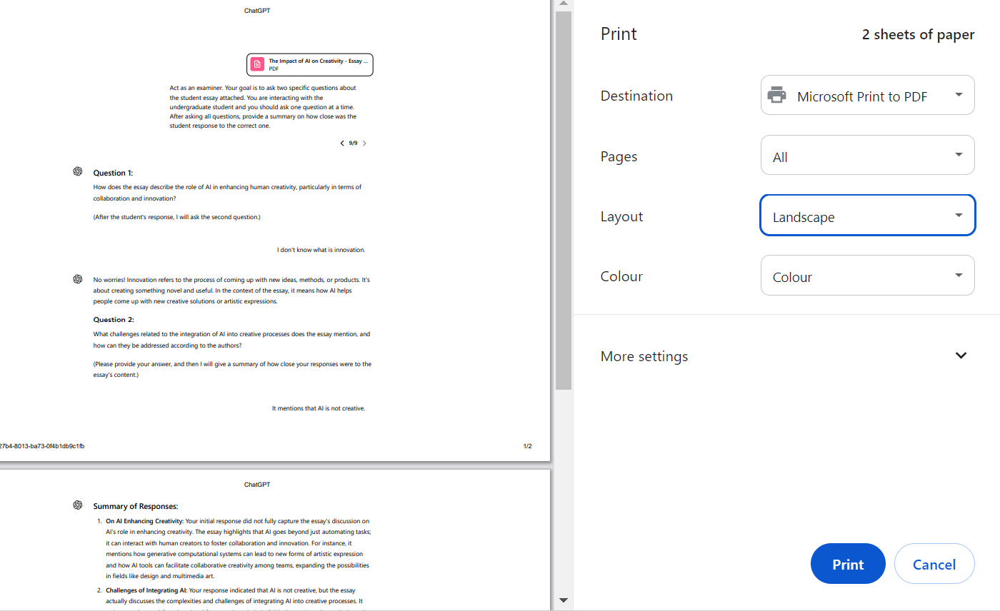 ChatGPT
The Impact of AI on Creativity - Essay ...
PDF
Act as an examiner. Your goal is to ask two specific questions about
the student essay attached. You are interacting with the
undergraduate student and you should ask one question at a time.
After asking all questions, provide a summary on how close was the
student response to the correct one.
9/9
Question 1:
How does the essay describe the role of AI in enhancing human creativity, particularly in terms of
collaboration and innovation?
(After the student's response, I will ask the second question.)
I don't know what is innovation.
No worries! Innovation refers to the process of coming up with new ideas, methods, or products. It's
about creating something novel and useful. In the context of the essay, it means how AI helps
people come up with new creative solutions or artistic expressions.
Question 2:
What challenges related to the integration of AI into creative processes does the essay mention, and
how can they be addressed according to the authors?
(Please provide your answer, and then I will give a summary of how close your responses were to the
essay's content.)
It mentions that AI is not creative.
27b4-8013-ba73-0f4b1db9c1fb
1/2
ChatGPT
Summary of Responses:
1. On AI Enhancing Creativity: Your initial response did not fully capture the essay's discussion on
AI's role in enhancing creativity. The essay highlights that AI goes beyond just automating tasks;
it can interact with human creators to foster collaboration and innovation. For instance, it
mentions how generative computational systems can lead to new forms of artistic expression
and how AI tools can facilitate collaborative creativity among teams, expanding the possibilities
in fields like design and multimedia art.
2. Challenges of Integrating AI: Your response indicated that AI is not creative, but the essay
actually discusses the complexities and challenges of integrating AI into creative processes. It
Print
2 sheets of paper
Destination
Microsoft Print to PDF
Pages
All
Layout
Landscape
Colour
Colour
More settings
Print
Cancel